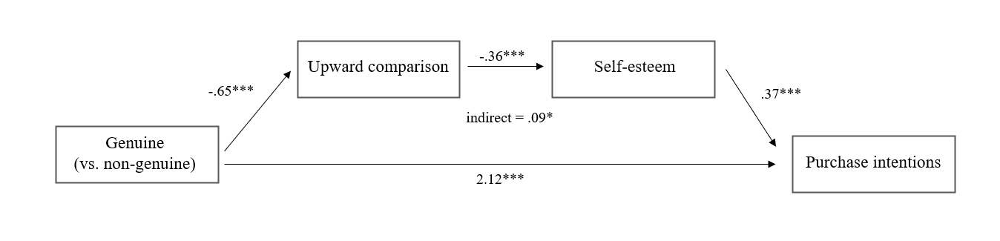 Upward comparison
-.36***
Self-esteem
-.65***
.37***
indirect = .09*
Genuine
(vs. non-genuine)
Purchase intentions
2.12***